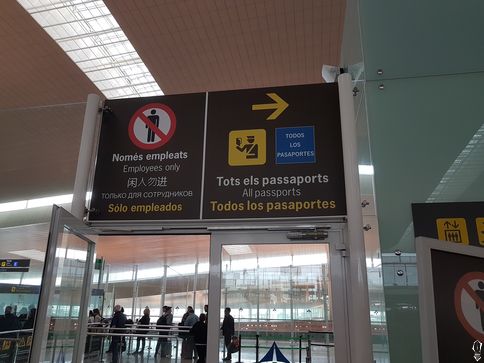 Només empleats
Employees only
闲人勿进
ТОЛЬКО ДЛЯ СОТРУДНИКОВ
Sólo empleados
TODOS
LOS
PASAPORTES
Tots els passaports
All passports
Todos los pasaportes